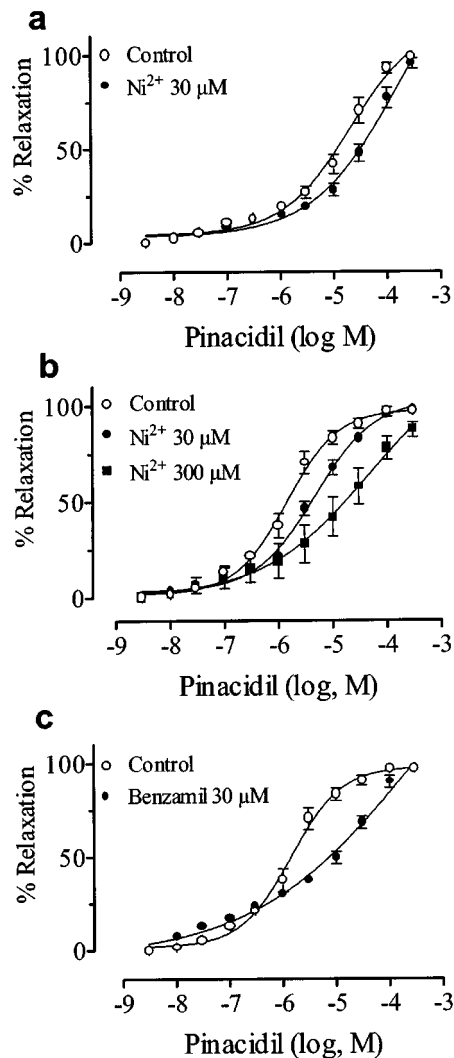 a
100
50
0
% Relaxation
Control
Ni²⁺ 30 µM
-9 -8 -7 -6 -5 -4 -3
Pinacidil (log M)
b
100
50
0
% Relaxation
Control
Ni²⁺ 30 µM
Ni²⁺ 300 µM
-9 -8 -7 -6 -5 -4 -3
Pinacidil (log, M)
c
100
50
0
% Relaxation
Control
Benzamil 30 µM
-9 -8 -7 -6 -5 -4 -3
Pinacidil (log, M)